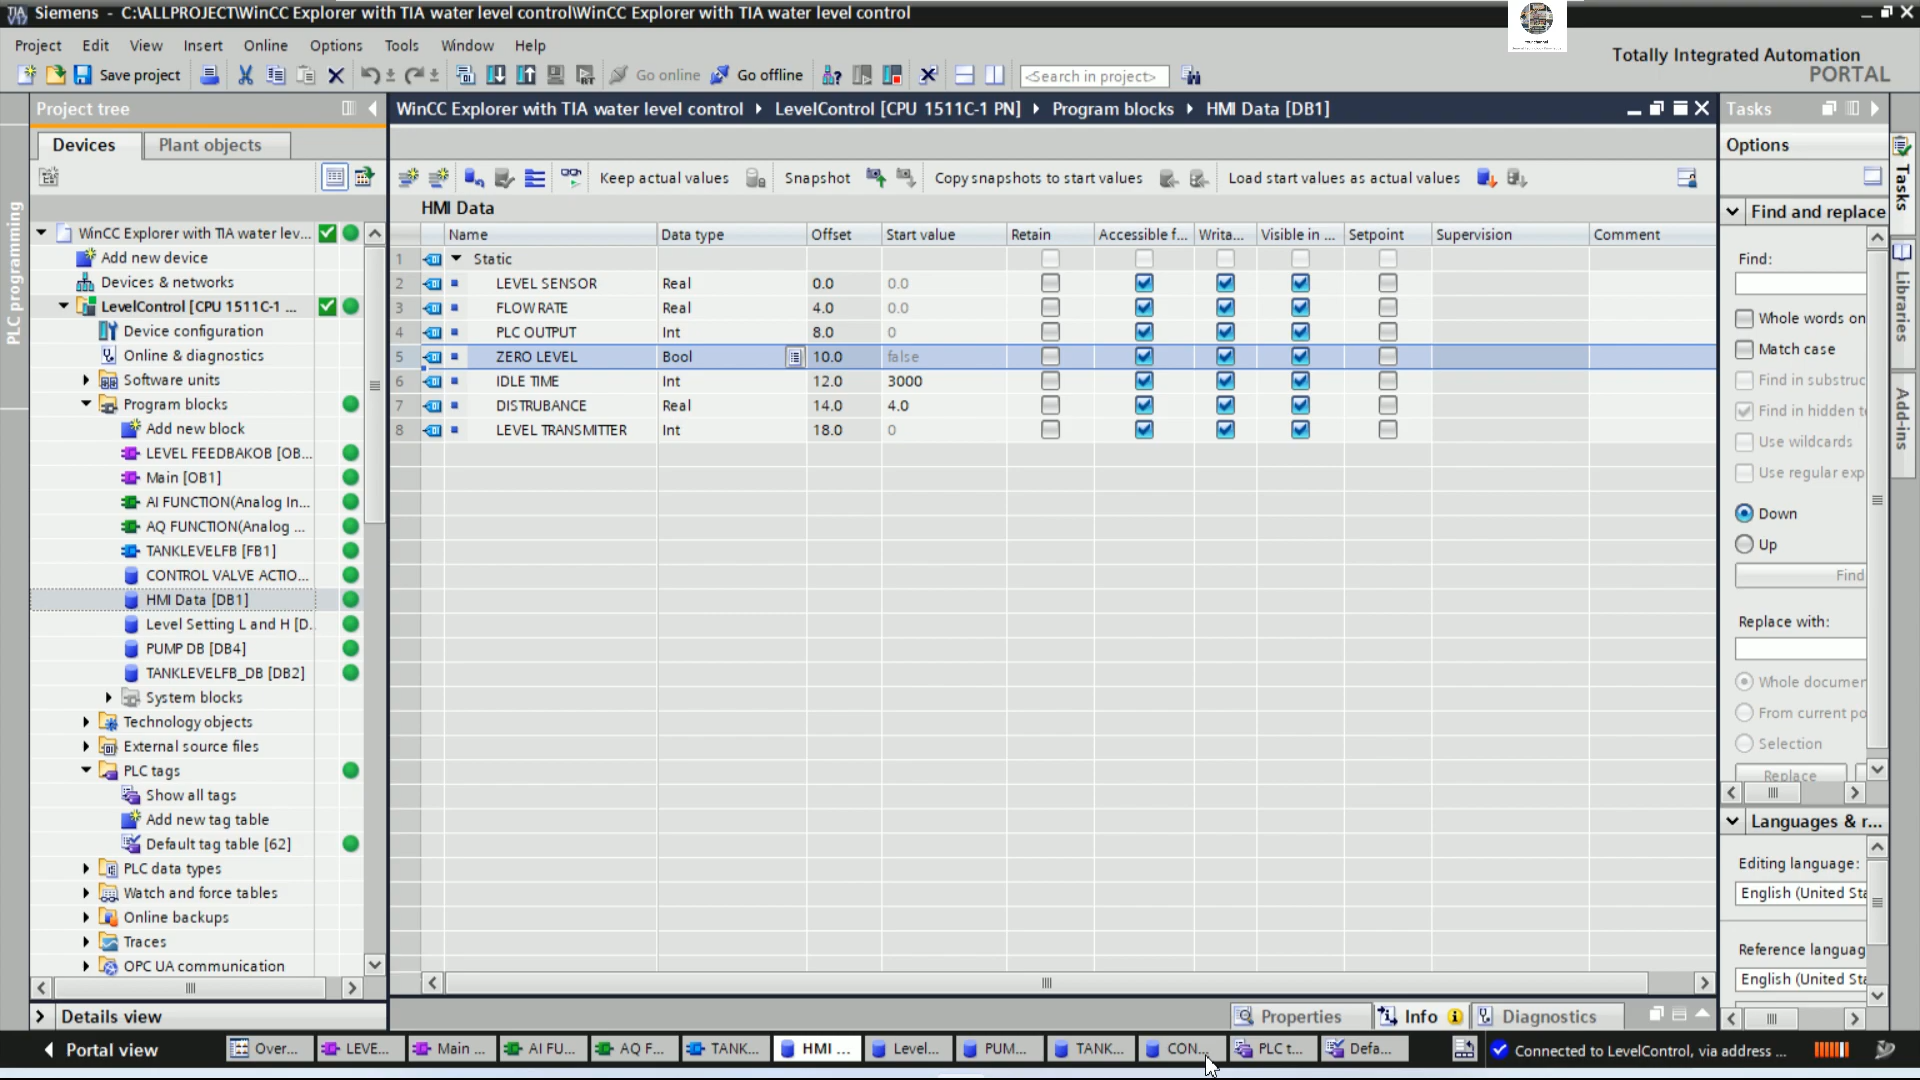 Siemens - C:\ALLPROJECT\WinCC Explorer with TIA water level control\WinCC Explorer with TIA water level control
Project Edit View Insert Online Options Tools Window Help
Totally Integrated Automation
PORTAL
Save project Go online Go offline <Search in project>
Project tree
WinCC Explorer with TIA water level control LevelControl [CPU 1511C-1 PN] Program blocks HMI Data [DB1]
Tasks
Devices Plant objects
Options
Keep actual values Snapshot Copy snapshots to start values Load start values as actual values
PLC programming
Tasks
Libraries
Add-ins
HMI Data
Name Data type Offset Start value Retain Accessible f... Writa... Visible in ... Setpoint Supervision Comment
1 Static
2 LEVEL SENSOR Real 0.0 0.0
3 FLOW RATE Real 4.0 0.0
4 PLC OUTPUT Int 8.0 0
5 ZERO LEVEL Bool 10.0 false
6 IDLE TIME Int 12.0 3000
7 DISTRUBANCE Real 14.0 4.0
8 LEVEL TRANSMITTER Int 18.0 0
WinCC Explorer with TIA water lev...
Add new device
Devices & networks
LevelControl [CPU 1511C-1 ...
Device configuration
Online & diagnostics
Software units
Program blocks
Add new block
LEVEL FEEDBAKOB [OB...
Main [OB1]
AI FUNCTION(Analog In...
AQ FUNCTION(Analog ...
TANKLEVELFB [FB1]
CONTROL VALVE ACTIO...
HMI Data [DB1]
Level Setting L and H [D.
PUMP DB [DB4]
TANKLEVELFB_DB [DB2]
System blocks
Technology objects
External source files
PLC tags
Show all tags
Add new tag table
Default tag table [62]
PLC data types
Watch and force tables
Online backups
Traces
OPC UA communication
Details view
Find and replace
Find:
Whole words on
Match case
Find in substruc
Find in hidden t
Use wildcards
Use regular exp
Down
Up
Find
Replace with:
Whole documen
From current po
Selection
Replace
Languages & r...
Editing language:
English (United Sta
Reference languag
English (United Sta
Properties Info Diagnostics
Portal view Over... LEVE... Main ... AI FU... AQ F... TANK... HMI ... Level... PUM... TANK... CON... PLC t... Defa... Connected to LevelControl, via address ...